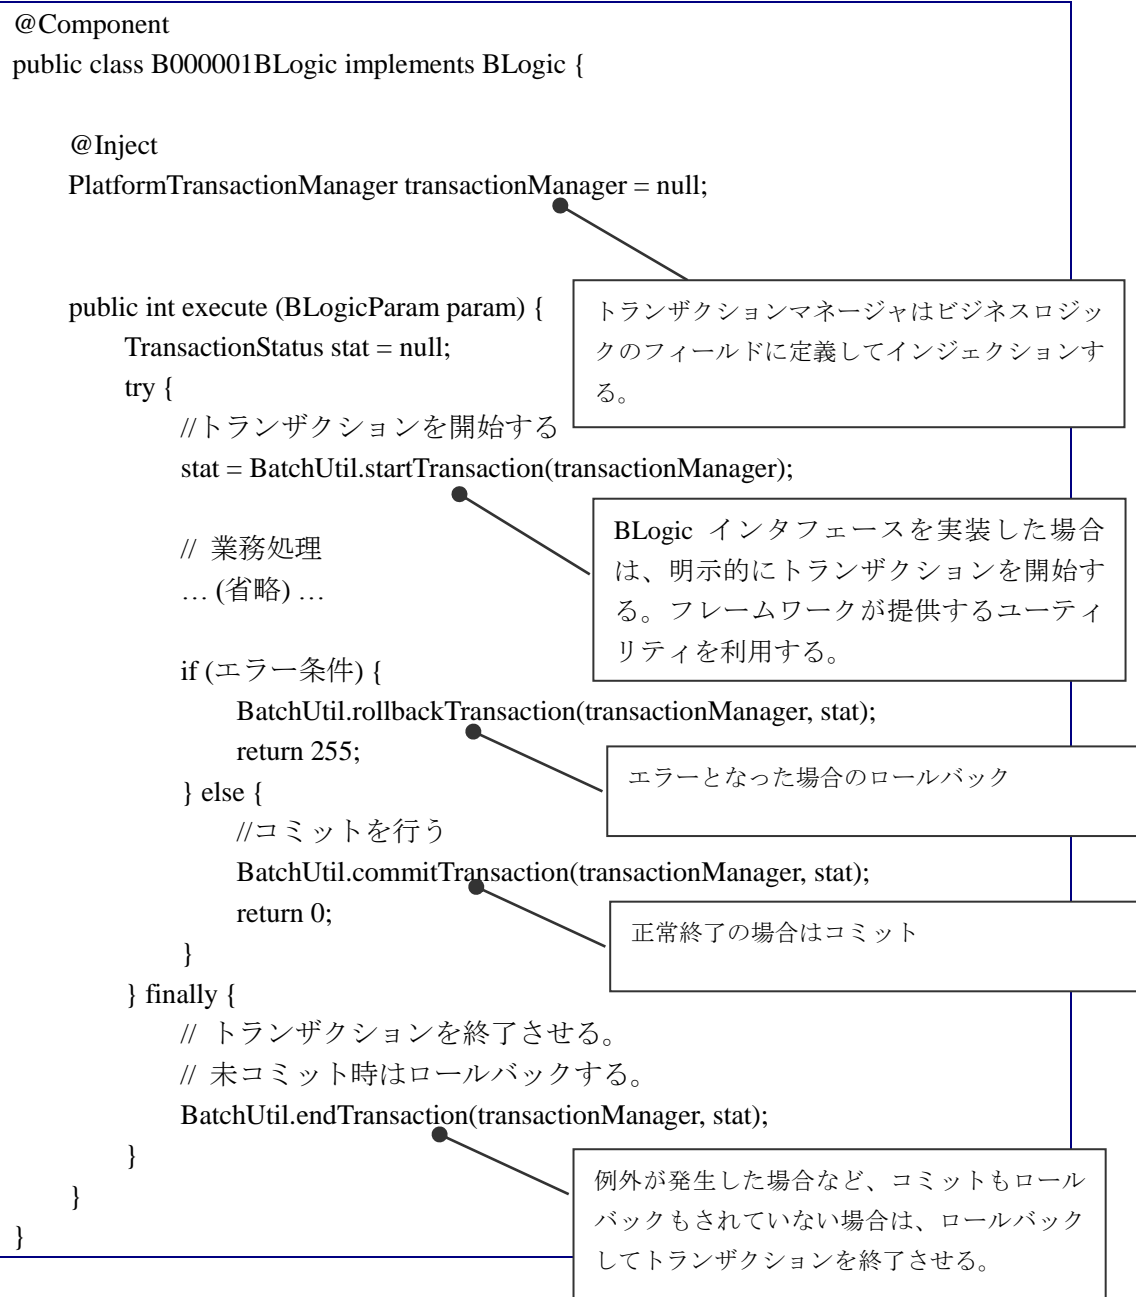 @Component
public class B000001BLogic implements BLogic {
@Inject
PlatformTransactionManager transactionManager = null;
トランザクションマネージャはビジネスロジッ
クのフィールドに定義してインジェクションす
る。
public int execute (BLogicParam param) {
TransactionStatus stat = null;
try {
//トランザクションを開始する
stat = BatchUtil.startTransaction(transactionManager);
BLogic インタフェースを実装した場合
は、明示的にトランザクションを開始す
る。フレームワークが提供するユーティ
リティを利用する。
// 業務処理
… (省略) …
if (エラー条件) {
BatchUtil.rollbackTransaction(transactionManager, stat);
return 255;
エラーとなった場合のロールバック
} else {
//コミットを行う
BatchUtil.commitTransaction(transactionManager, stat);
return 0;
正常終了の場合はコミット
}
} finally {
// トランザクションを終了させる。
// 未コミット時はロールバックする。
BatchUtil.endTransaction(transactionManager, stat);
例外が発生した場合など、コミットもロール
バックもされていない場合は、ロールバック
してトランザクションを終了させる。
}
}
}